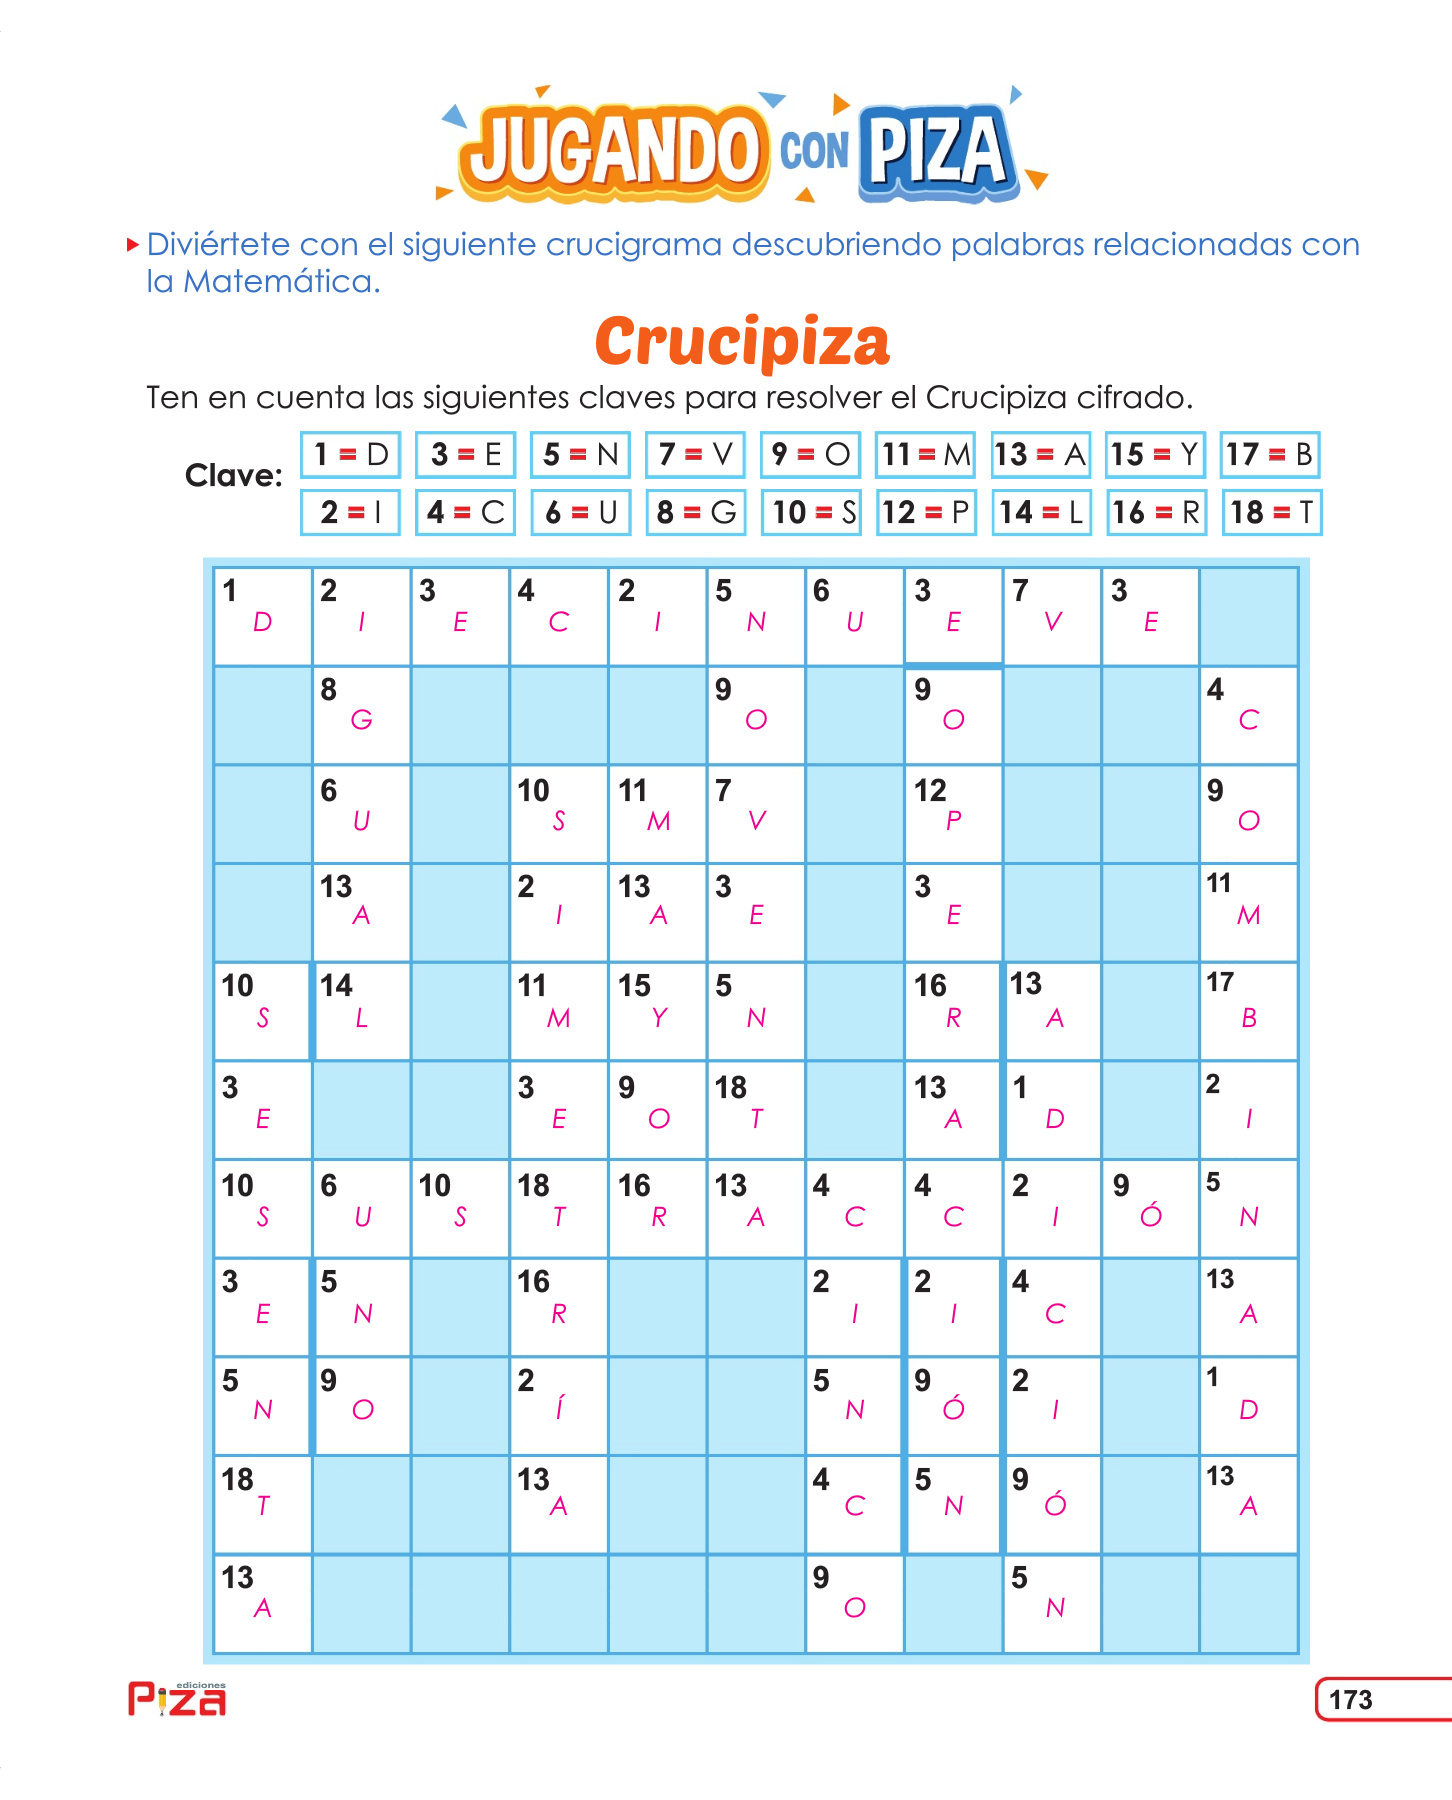 JUGANDO CON PIZA
Diviértete con el siguiente crucigrama descubriendo palabras relacionadas con
la Matemática.
Crucipiza
Ten en cuenta las siguientes claves para resolver el Crucipiza cifrado.
Clave:
1 = D 3 = E 5 = N 7 = V 9 = O 11 = M 13 = A 15 = Y 17 = B
2 = I 4 = C 6 = U 8 = G 10 = S 12 = P 14 = L 16 = R 18 = T
1 2 3 4 2 5 6 3 7 3
D I E C I N U E V E
8 9 9 4
G O O C
6 10 11 7 12 9
U S M V P O
13 2 13 3 3 11
A I A E E M
10 14 11 15 5 16 13 17
S L M Y N R A B
3 3 9 18 13 1 2
E E O T A D I
10 6 10 18 16 13 4 4 2 9 5
S U S T R A C C I Ó N
3 5 16 2 2 4 13
E N R I I C A
5 9 2 5 9 2 1
N O Í N Ó I D
18 13 4 5 9 13
T A C N Ó A
13 9 5
A O N
ediciones
Piza
173